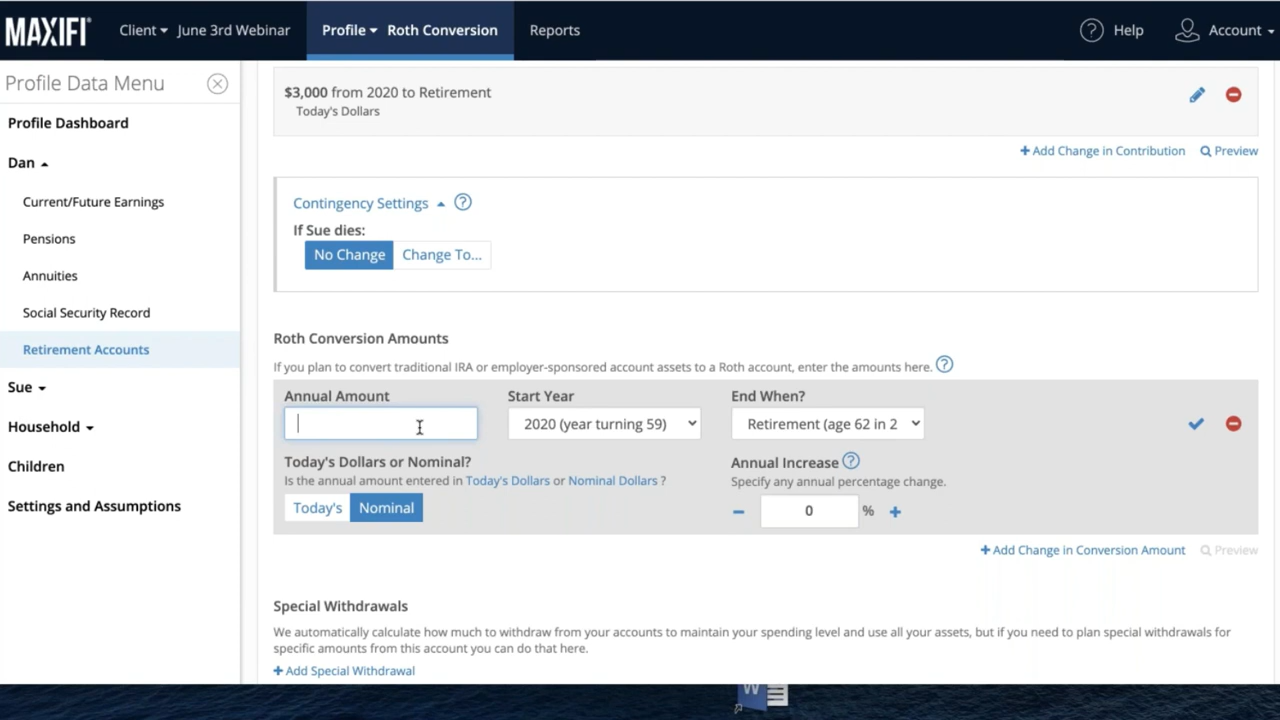 MAXIFI® Client June 3rd Webinar Profile Roth Conversion Reports ? Help Account
Profile Data Menu
Profile Dashboard
Dan
Current/Future Earnings
Pensions
Annuities
Social Security Record
Retirement Accounts
Sue
Household
Children
Settings and Assumptions
$3,000 from 2020 to Retirement
Today's Dollars
+ Add Change in Contribution Preview
Contingency Settings ?
If Sue dies:
No Change Change To...
Roth Conversion Amounts
If you plan to convert traditional IRA or employer-sponsored account assets to a Roth account, enter the amounts here. ?
Annual Amount Start Year End When?
2020 (year turning 59) Retirement (age 62 in 2
Today's Dollars or Nominal? Annual Increase ?
Is the annual amount entered in Today's Dollars or Nominal Dollars ? Specify any annual percentage change.
Today's Nominal − 0 % +
+ Add Change in Conversion Amount Preview
Special Withdrawals
We automatically calculate how much to withdraw from your accounts to maintain your spending level and use all your assets, but if you need to plan special withdrawals for
specific amounts from this account you can do that here.
+ Add Special Withdrawal
W